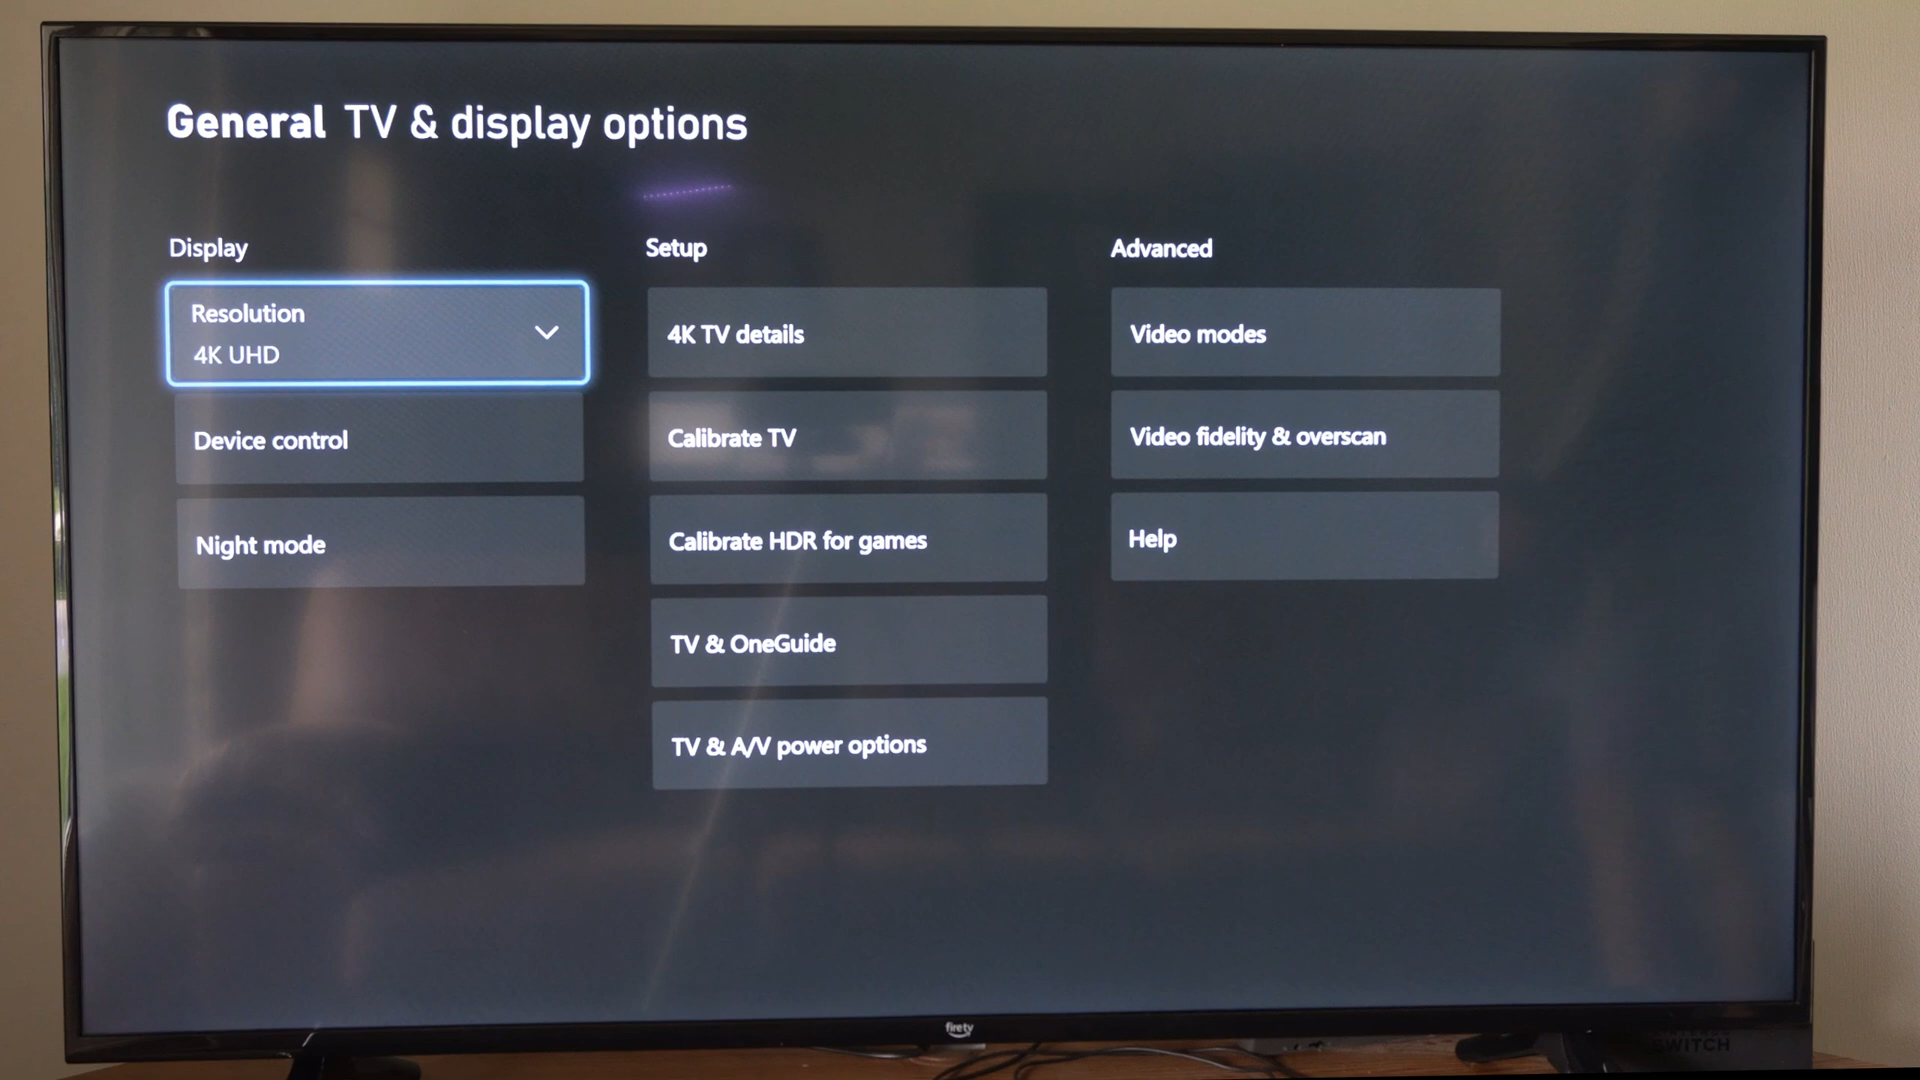 General TV & display options
Display
Resolution
4K UHD
Device control
Night mode
Setup
4K TV details
Calibrate TV
Calibrate HDR for games
TV & OneGuide
TV & A/V power options
Advanced
Video modes
Video fidelity & overscan
Help
firetv
SWITCH